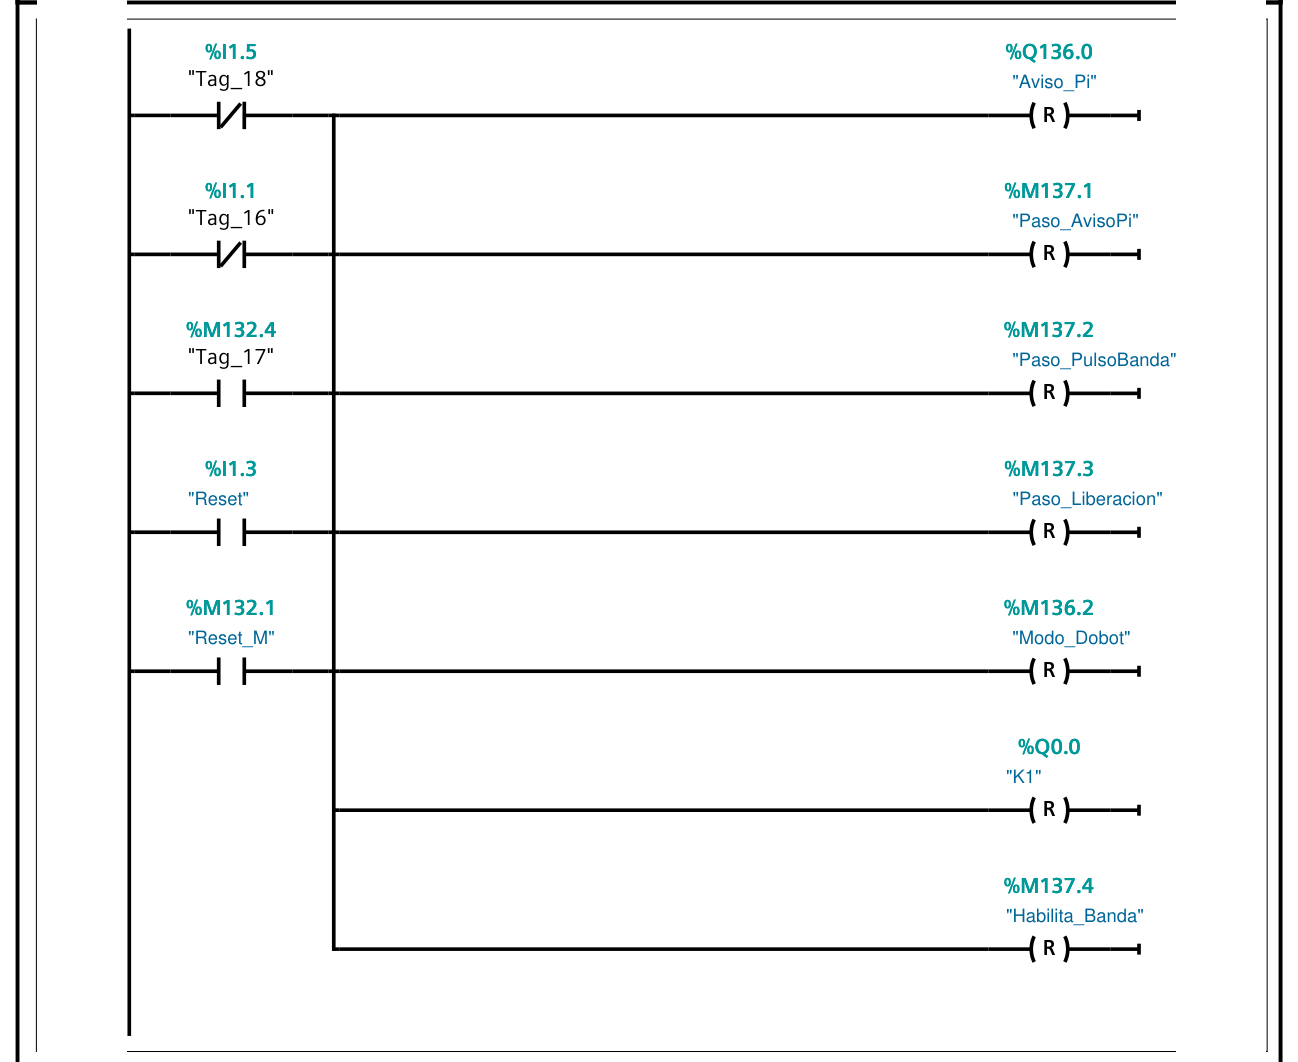 %I1.5 %Q136.0
"Tag_18" "Aviso_Pi"
R
%I1.1 %M137.1
"Tag_16" "Paso_AvisoPi"
R
%M132.4 %M137.2
"Tag_17" "Paso_PulsoBanda"
R
%I1.3 %M137.3
"Reset" "Paso_Liberacion"
R
%M132.1 %M136.2
"Reset_M" "Modo_Dobot"
R
%Q0.0
"K1"
R
%M137.4
"Habilita_Banda"
R